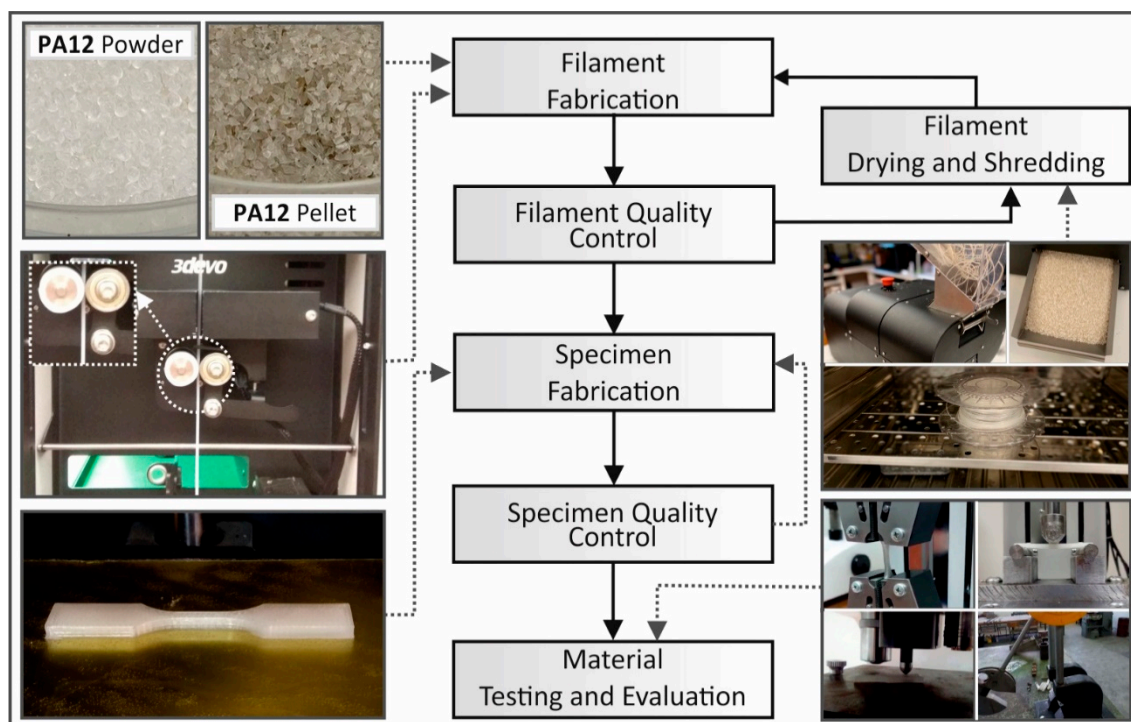 PA12 Powder
PA12 Pellet
3devo
Filament
Fabrication
Filament
Drying and Shredding
Filament Quality
Control
Specimen
Fabrication
Specimen Quality
Control
Material
Testing and Evaluation